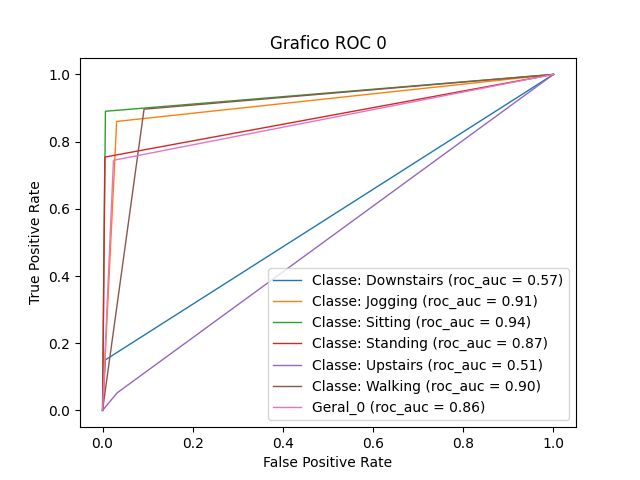 Grafico ROC 0
True Positive Rate
1.0
0.8
0.6
0.4
0.2
0.0
Classe: Downstairs (roc_auc = 0.57)
Classe: Jogging (roc_auc = 0.91)
Classe: Sitting (roc_auc = 0.94)
Classe: Standing (roc_auc = 0.87)
Classe: Upstairs (roc_auc = 0.51)
Classe: Walking (roc_auc = 0.90)
Geral_0 (roc_auc = 0.86)
0.0 0.2 0.4 0.6 0.8 1.0
False Positive Rate